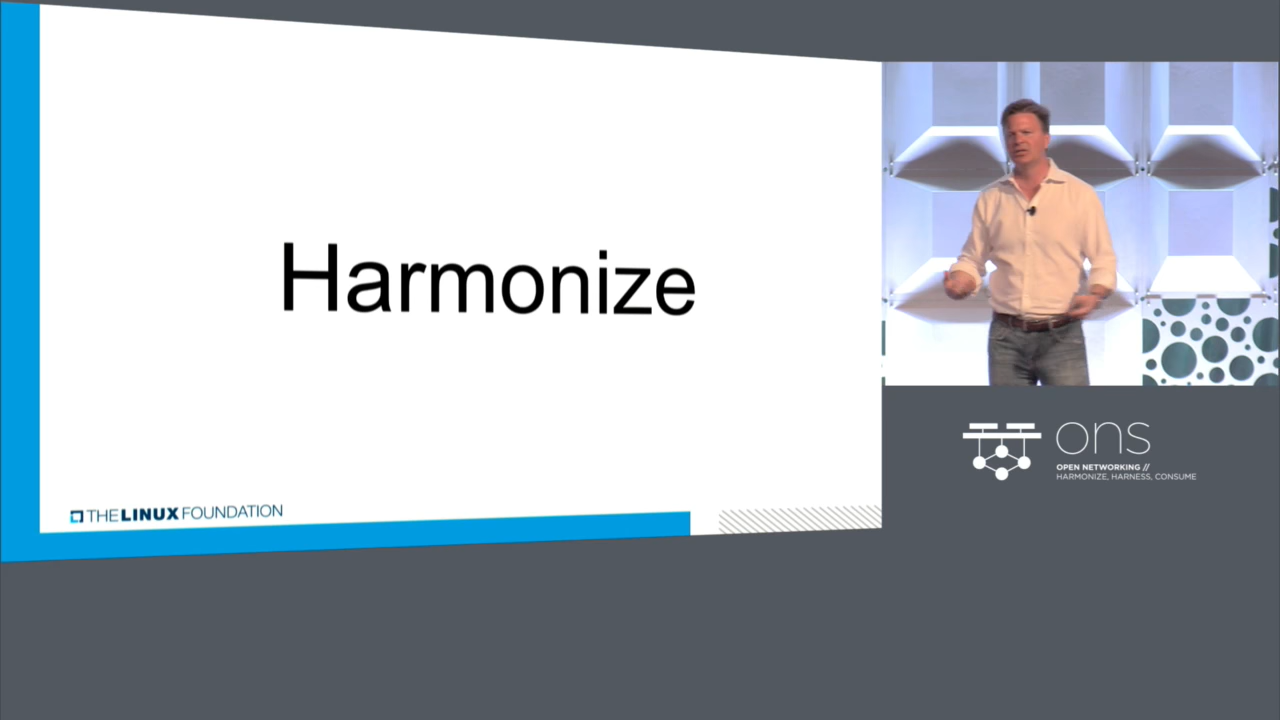 Harmonize
THE LINUX FOUNDATION
ons
OPEN NETWORKING //
HARMONIZE, HARNESS, CONSUME